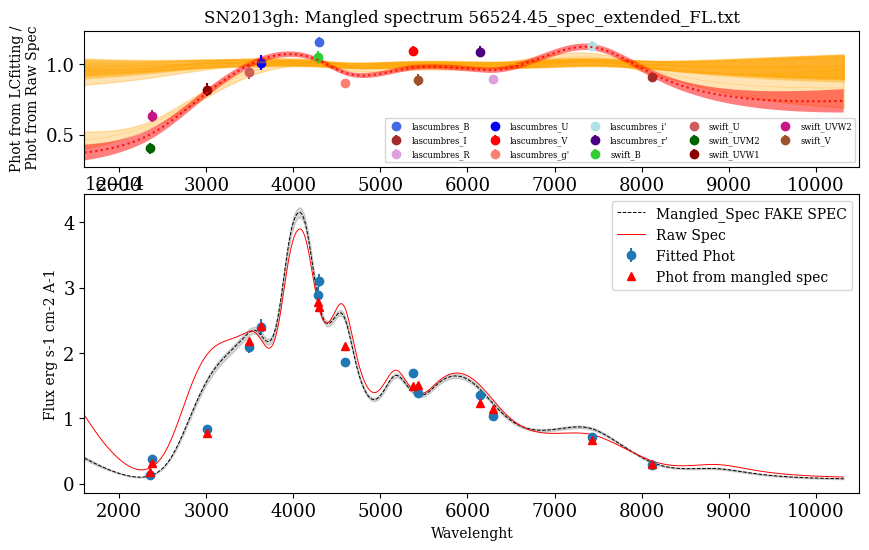 SN2013gh: Mangled spectrum 56524.45_spec_extended_FL.txt
Phot from LCfitting /
Phot from Raw Spec
1.0
0.5
lascumbres_B lascumbres_U lascumbres_i' swift_U swift_UVW2
lascumbres_I lascumbres_V lascumbres_r' swift_UVM2 swift_V
lascumbres_R lascumbres_g' swift_B swift_UVW1
2000 3000 4000 5000 6000 7000 8000 9000 10000
Flux erg s-1 cm-2 A-1
4
3
2
1
0
Mangled_Spec FAKE SPEC
Raw Spec
Fitted Phot
Phot from mangled spec
2000 3000 4000 5000 6000 7000 8000 9000 10000
Wavelenght